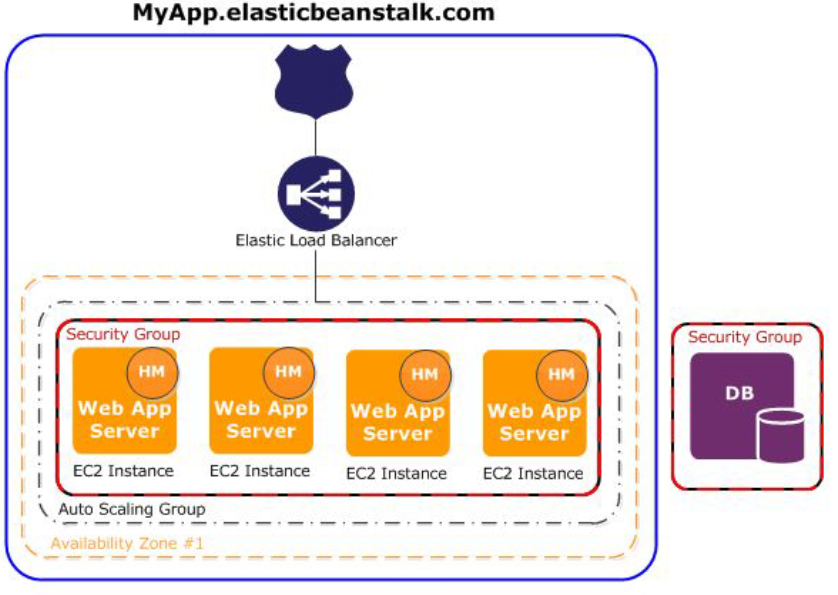 MyApp.elasticbeanstalk.com
Elastic Load Balancer
Security Group
HM
Web App
Server
EC2 Instance
HM
Web App
Server
EC2 Instance
HM
Web App
Server
EC2 Instance
HM
Web App
Server
EC2 Instance
Auto Scaling Group
Availability Zone #1
Security Group
DB